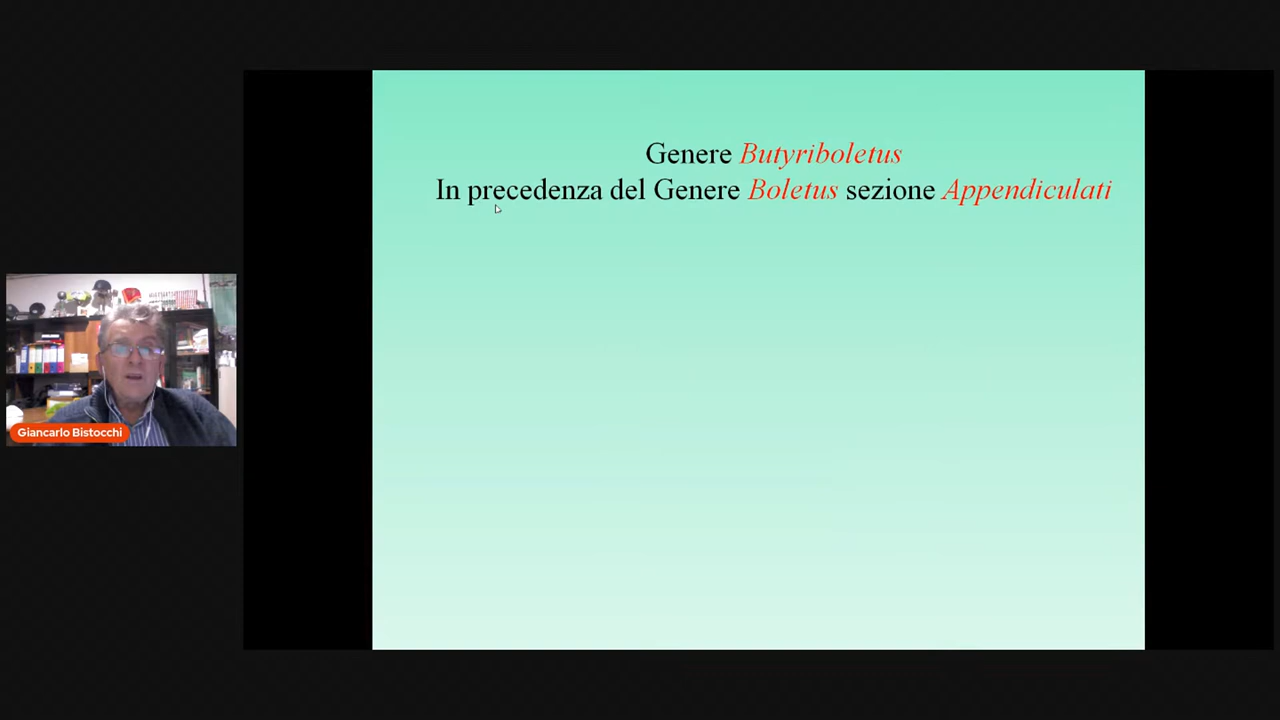 Genere Butyriboletus
In precedenza del Genere Boletus sezione Appendiculati
Giancarlo Bistocchi